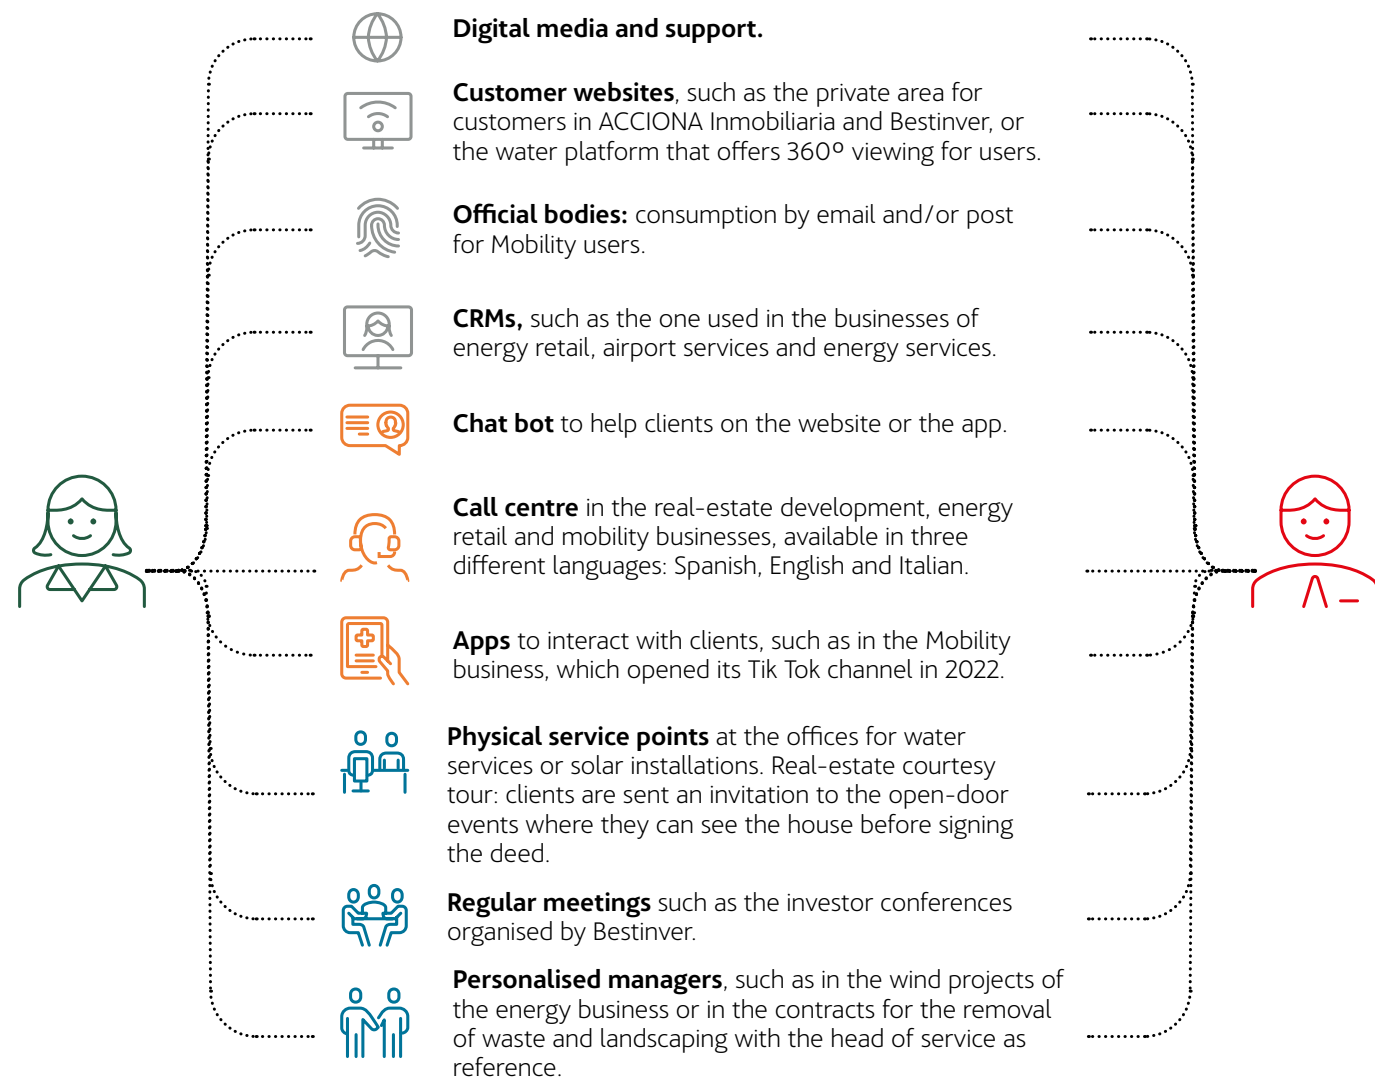 Digital media and support.
Customer websites, such as the private area for
customers in ACCIONA Inmobiliaria and Bestinver, or
the water platform that offers 360º viewing for users.
Official bodies: consumption by email and/or post
for Mobility users.
CRMs, such as the one used in the businesses of
energy retail, airport services and energy services.
Chat bot to help clients on the website or the app.
Call centre in the real-estate development, energy
retail and mobility businesses, available in three
different languages: Spanish, English and Italian.
Apps to interact with clients, such as in the Mobility
business, which opened its Tik Tok channel in 2022.
Physical service points at the offices for water
services or solar installations. Real-estate courtesy
tour: clients are sent an invitation to the open-door
events where they can see the house before signing
the deed.
Regular meetings such as the investor conferences
organised by Bestinver.
Personalised managers, such as in the wind projects of
the energy business or in the contracts for the removal
of waste and landscaping with the head of service as
reference.